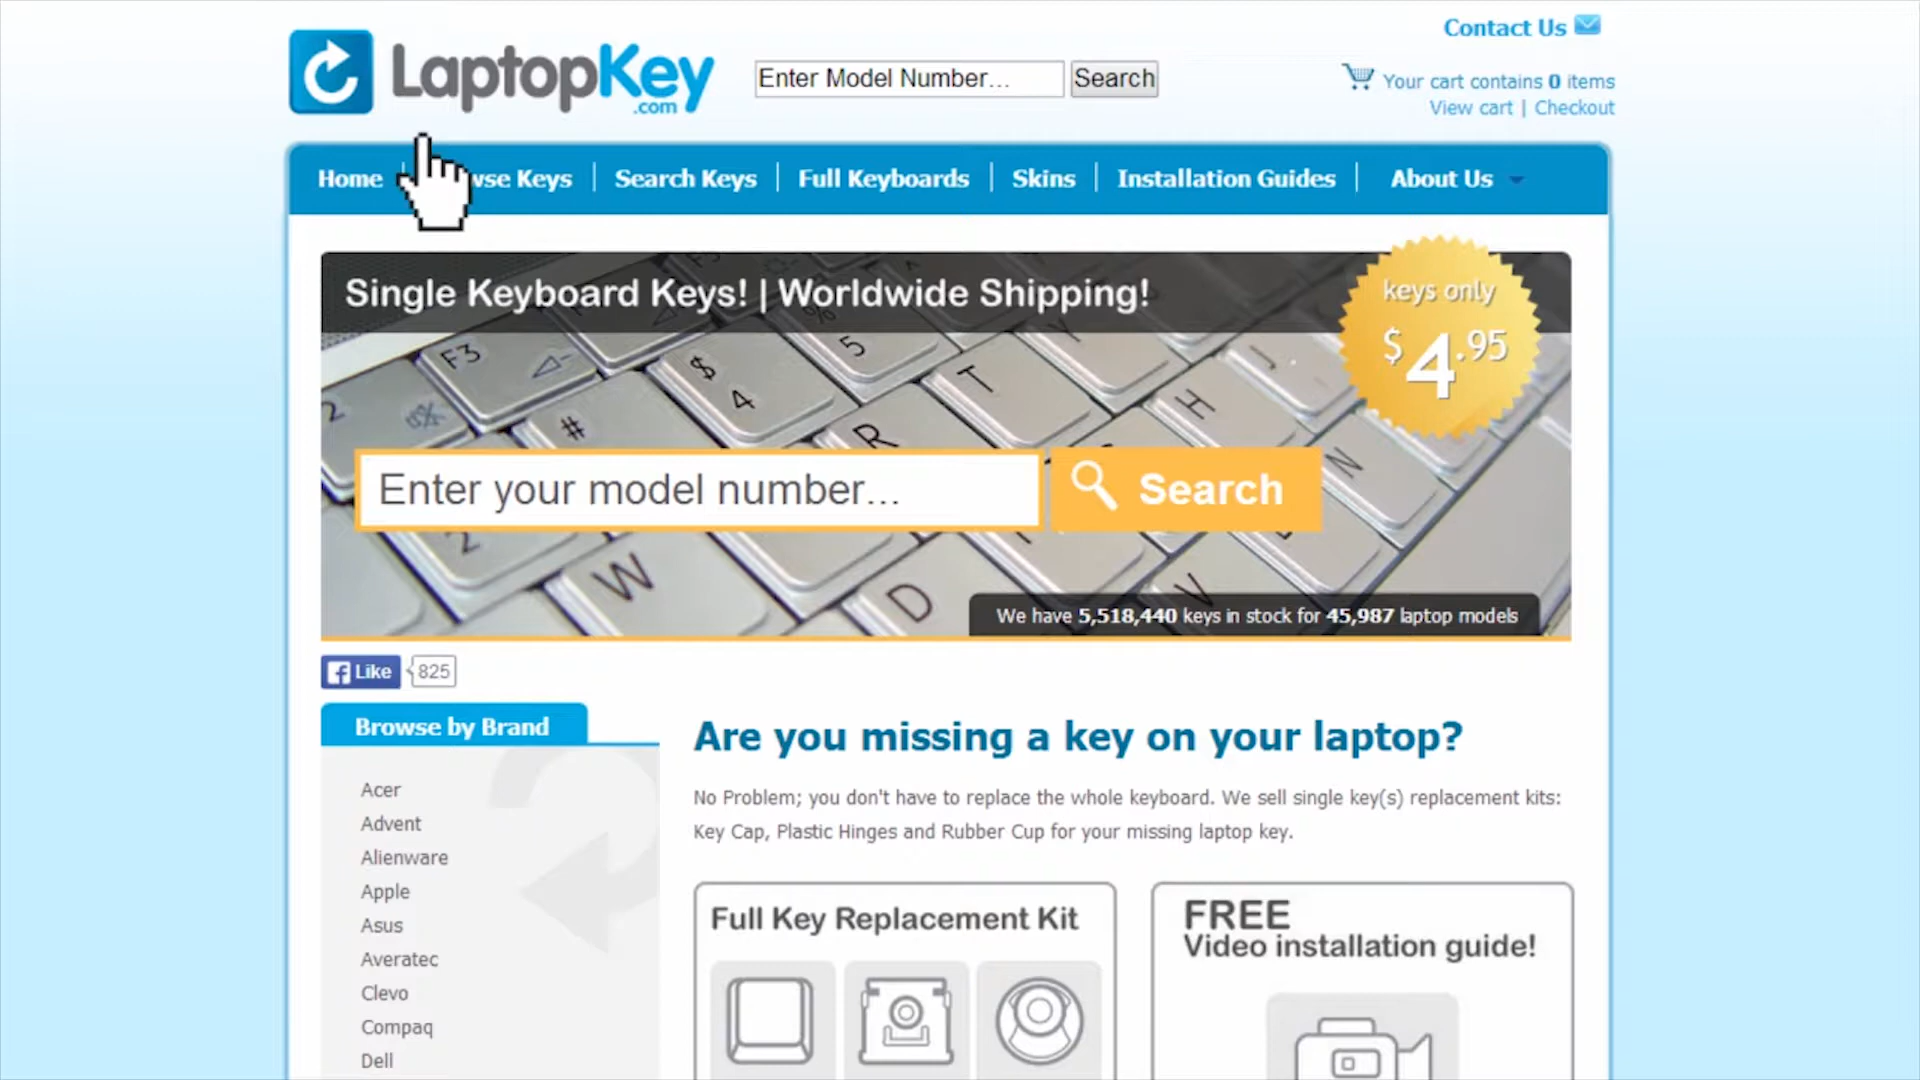 Contact Us
LaptopKey
.com
Enter Model Number...
Search
Your cart contains 0 items
View cart | Checkout
Home
wse Keys
Search Keys
Full Keyboards
Skins
Installation Guides
About Us
Single Keyboard Keys! | Worldwide Shipping!
keys only
$4.95
F3
$
4
5
%
T
2
#
R
H
J
N
Enter your model number...
Search
2
W
D
V
We have 5,518,440 keys in stock for 45,987 laptop models
Like
825
Browse by Brand
Acer
Advent
Alienware
Apple
Asus
Averatec
Clevo
Compaq
Dell
Are you missing a key on your laptop?
No Problem; you don't have to replace the whole keyboard. We sell single key(s) replacement kits:
Key Cap, Plastic Hinges and Rubber Cup for your missing laptop key.
Full Key Replacement Kit
FREE
Video installation guide!